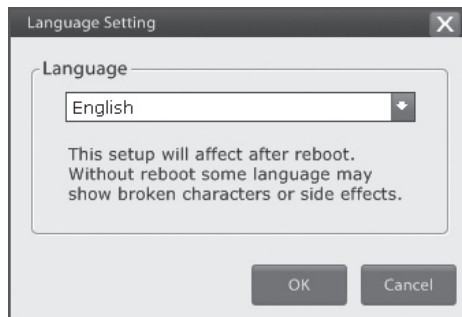 Language Setting
Language
English
This setup will affect after reboot.
Without reboot some language may
show broken characters or side effects.
OK
Cancel